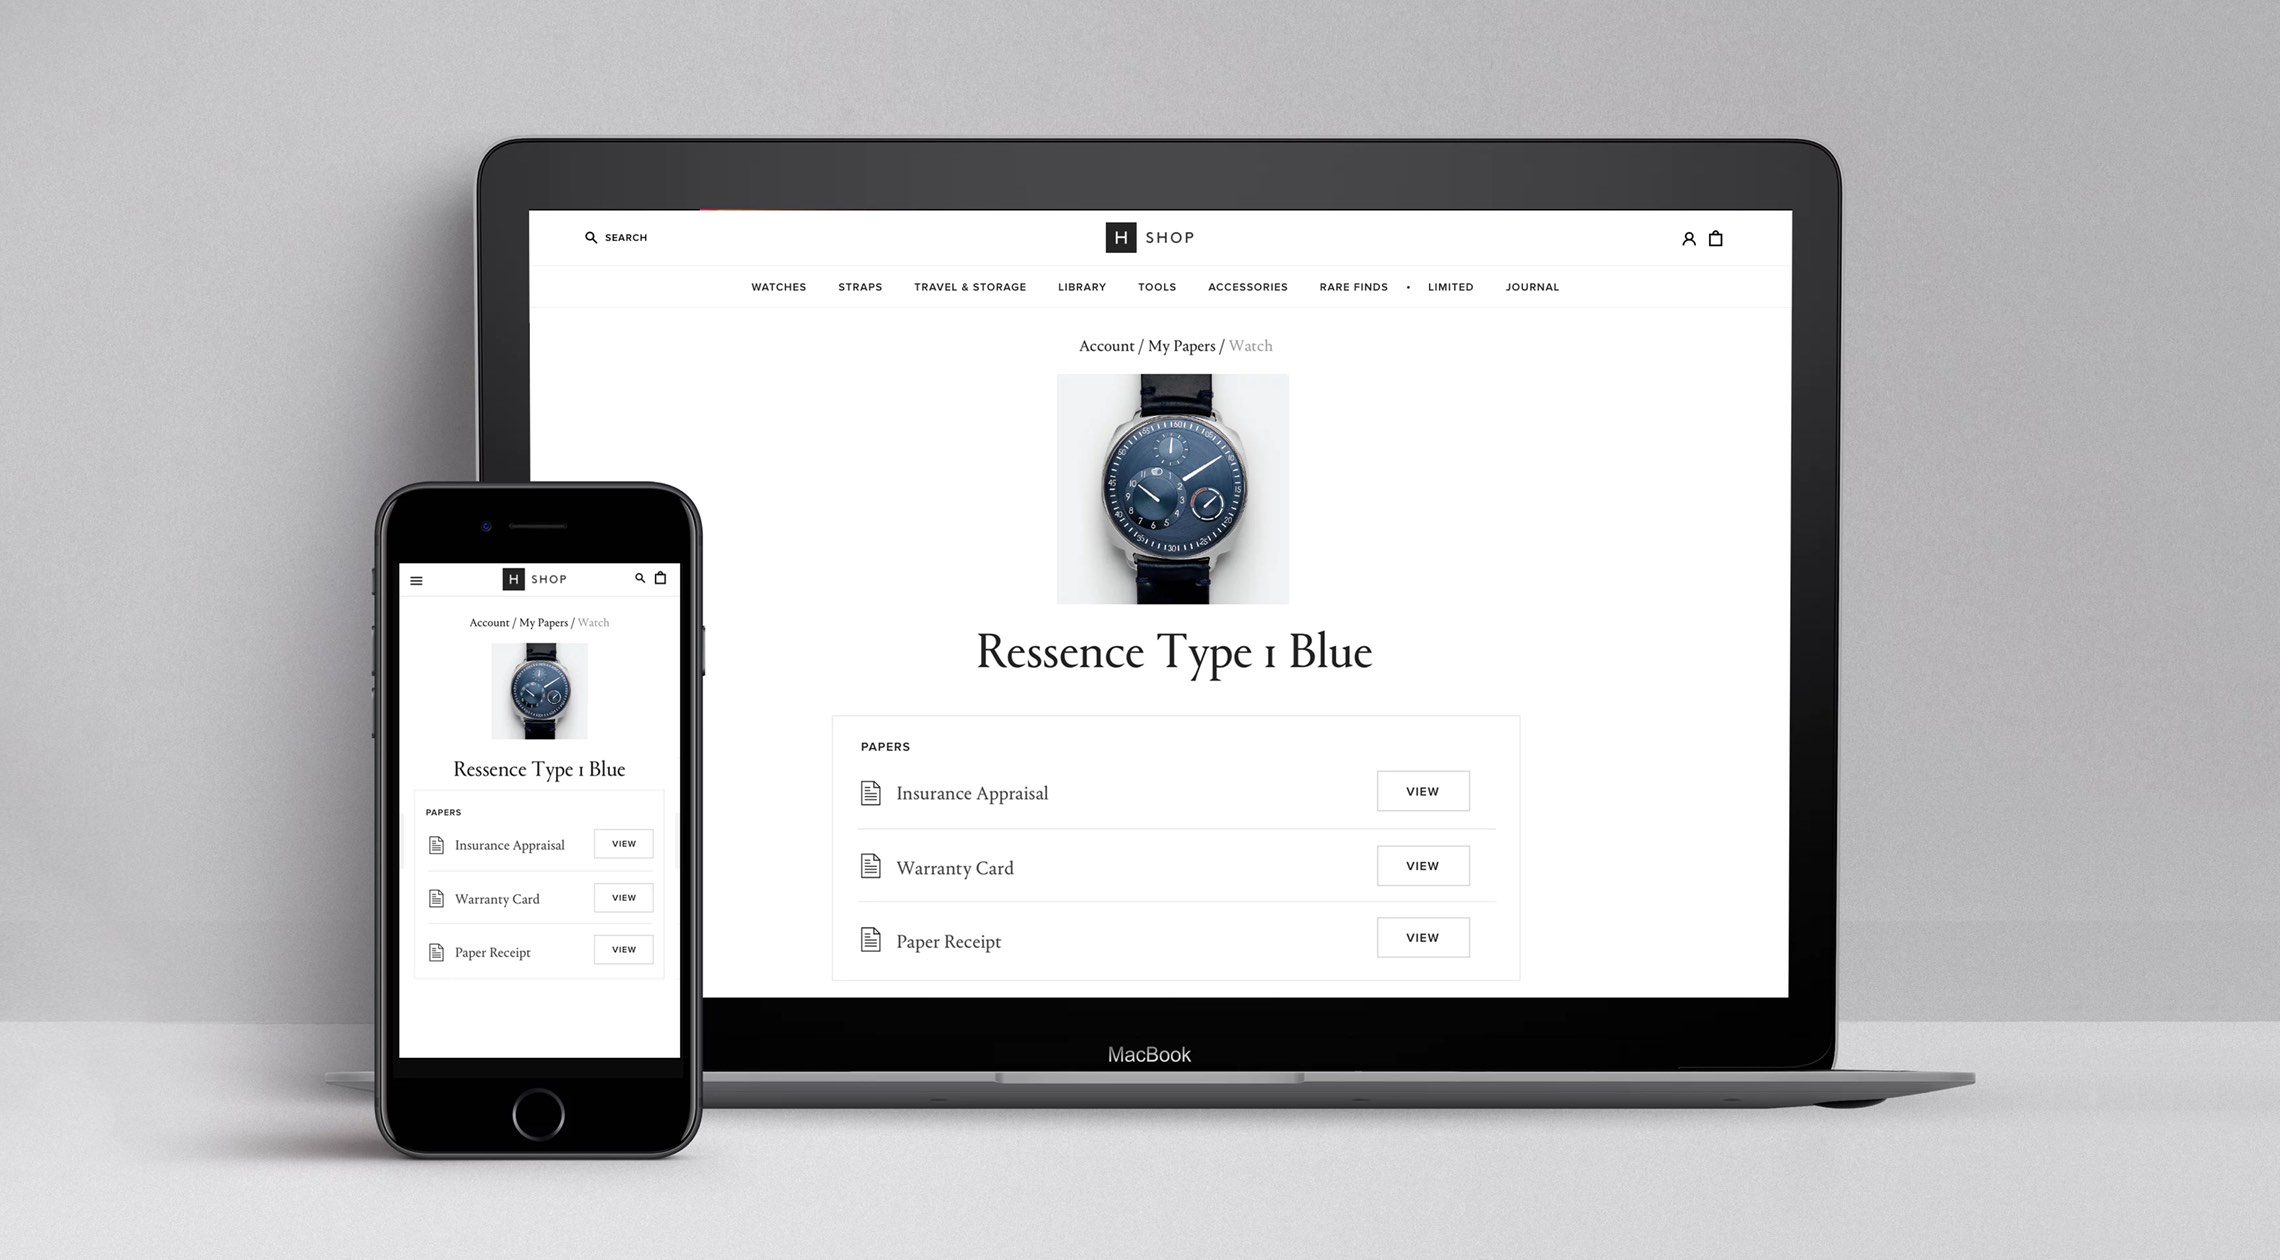 SEARCH
H SHOP
WATCHES STRAPS TRAVEL & STORAGE LIBRARY TOOLS ACCESSORIES RARE FINDS • LIMITED JOURNAL
Account / My Papers / Watch
Ressence Type 1 Blue
PAPERS
Insurance Appraisal VIEW
Warranty Card VIEW
Paper Receipt VIEW
MacBook
H SHOP
Account / My Papers / Watch
Ressence Type 1 Blue
PAPERS
Insurance Appraisal VIEW
Warranty Card VIEW
Paper Receipt VIEW